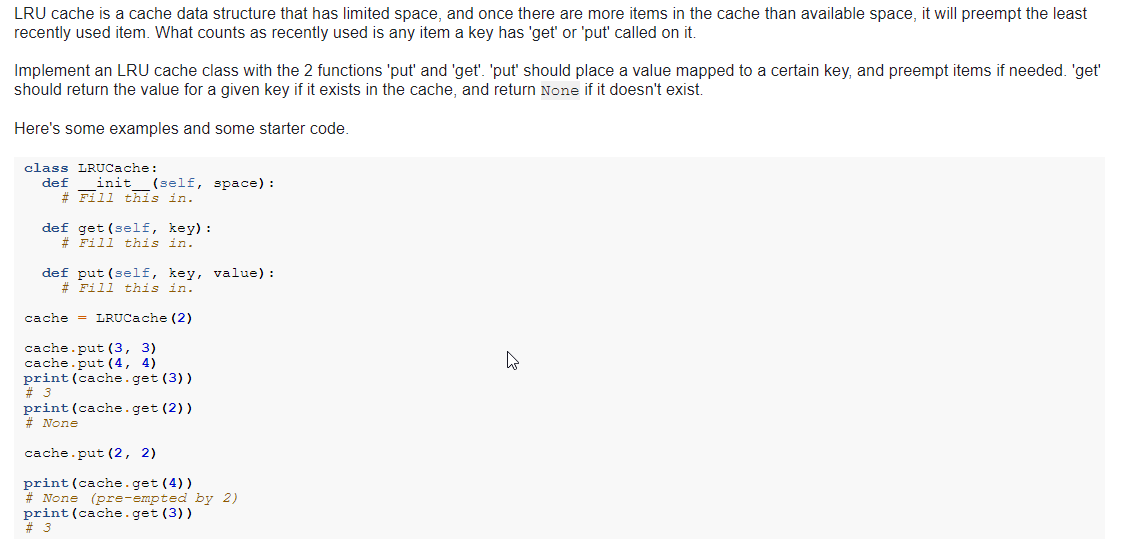 LRU cache is a cache data structure that has limited space, and once there are more items in the cache than available space, it will preempt the least
recently used item. What counts as recently used is any item a key has 'get' or 'put' called on it.
Implement an LRU cache class with the 2 functions 'put' and 'get'. 'put' should place a value mapped to a certain key, and preempt items if needed. 'get'
should return the value for a given key if it exists in the cache, and return None if it doesn't exist.
Here's some examples and some starter code.
class LRUCache:
  def __init__(self, space):
    # Fill this in.
  def get(self, key):
    # Fill this in.
  def put(self, key, value):
    # Fill this in.
cache = LRUCache(2)
cache.put(3, 3)
cache.put(4, 4)
print(cache.get(3))
# 3
print(cache.get(2))
# None
cache.put(2, 2)
print(cache.get(4))
# None (pre-empted by 2)
print(cache.get(3))
# 3